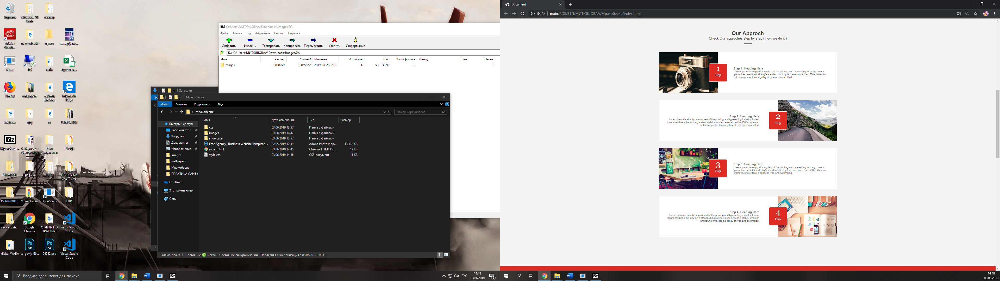 Корзина
Microsoft VS Code
кликер
Adobe Creati...
new saiteckl
прога
интерфейс...
Atom
1C
сайт
Архивы....
Firefox
wallpapers
сайтец мебель
Microsoft Edge
Мебель
ст
ПИКЧЕЗЗЗ
Мракобеси...
А. Гарнаев - Самоучит...
Мои документы
04) MOD1
Графика
OLD
ПРАКТИКА САЙТ УУФ
150616030610
Мракобесие
OpenServer
НКИ
aeraredxztr...
Google Chrome
ОТЧЕТЫ ПО ПРАКТИКЕ
Visual Studio Code
klicker WABA
torgoviy_66...
04542.psd
Visual Studio Code
C:\Users\МИТЮШОВАА\Downloads\images.7z\
Файл Правка Вид Избранное Сервис Справка
Добавить Извлечь Тестировать Копировать Переместить Удалить Информация
C:\Users\МИТЮШОВАА\Downloads\images.7z\
Имя Размер Сжатый Изменен Атрибуты CRC Зашифрован Метод Блок Папок
images 3 080 826 3 055 055 2019-05-28 16:12 D 58CDA29F - 1
Загрузки
Мракобесие
Файл Главная Поделиться Вид
Мракобесие
Поиск: Мракобесие
Имя Дата изменения Тип Размер
css 03.06.2019 13:57 Папка с файлами
images 03.06.2019 14:47 Папка с файлами
showcase 03.06.2019 13:57 Папка с файлами
Free Agency_ Business Website Template ... 22.05.2019 12:39 Adobe Photoshop... 13 132 КБ
index.html 03.06.2019 14:45 Chrome HTML Do... 19 КБ
style.css 03.06.2019 14:46 CSS-документ 11 КБ
Быстрый доступ
Рабочий стол
Загрузки
Документы
Изображения
images
wallpapers
Мракобесие
ПРАКТИКА САЙТ У
OneDrive
Этот компьютер
Сеть
Элементов: 6 Состояние: В сети Состояние синхронизации: Последняя синхронизация в 03.06.2019 13:35
Введите здесь текст для поиска
РУС
14:48
03.06.2019
6
Document
Файл main/RDS/31П/МИТЮШОВАА/Мракобесие/index.html
Our Approch
Check Our approches step by step ( how we do it )
1
step
Step 1: Heading Here
Lorem Ipsum is simply dummy text of the printing and typesetting industry. Lorem
Ipsum has been the industry's standard dummy text ever since the 1500s, when an
unknown printer took a galley of type and scrambled.
Step 2: Heading Here
Lorem Ipsum is simply dummy text of the printing and typesetting industry. Lorem
Ipsum has been the industry's standard dummy text ever since the 1500s, when an
unknown printer took a galley of type and scrambled.
2
step
3
step
Step 3: Heading Here
Lorem Ipsum is simply dummy text of the printing and typesetting industry. Lorem
Ipsum has been the industry's standard dummy text ever since the 1500s, when an
unknown printer took a galley of type and scrambled.
Step 4: Heading Here
Lorem Ipsum is simply dummy text of the printing and typesetting industry. Lorem
Ipsum has been the industry's standard dummy text ever since the 1500s, when an
unknown printer took a galley of type and scrambled.
4
step
14:48
03.06.2019